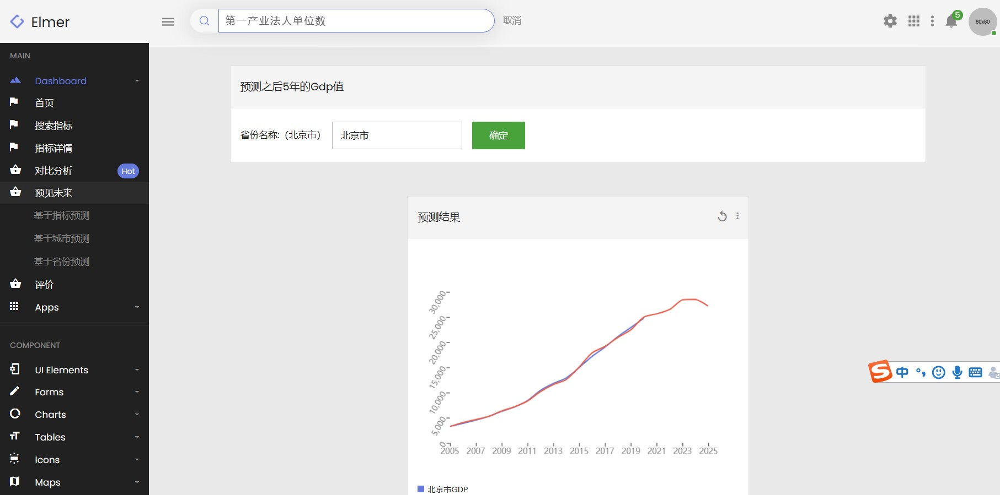 Elmer
第一产业法人单位数
取消
5
80x80
MAIN
Dashboard
首页
搜索指标
指标详情
对比分析
Hot
预见未来
基于指标预测
基于城市预测
基于省份预测
评价
Apps
COMPONENT
UI Elements
Forms
Charts
Tables
Icons
Maps
预测之后5年的Gdp值
省份名称:（北京市）
北京市
确定
预测结果
30,000
25,000
20,000
15,000
10,000
5,000
0
2005 2007 2009 2011 2013 2015 2017 2019 2021 2023 2025
北京市GDP
中